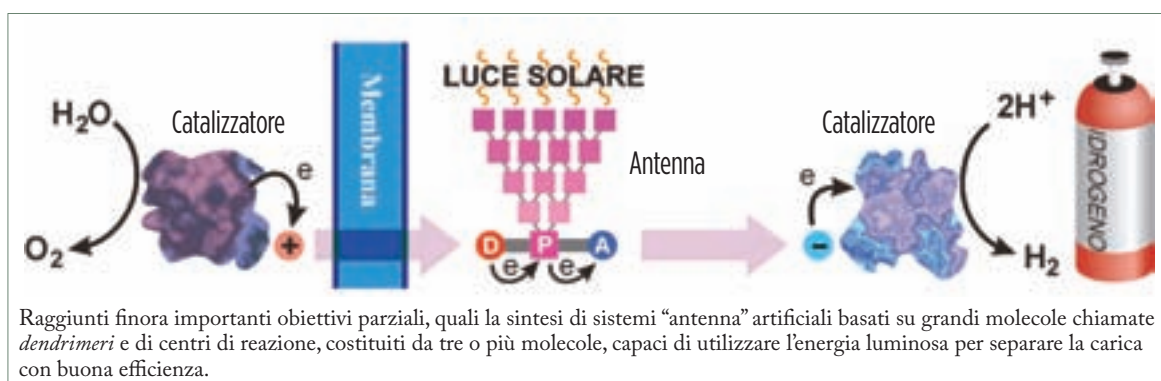 LUCE SOLARE
H₂O
Catalizzatore
e
Membrana
Antenna
Catalizzatore
e
2H⁺
IDROGENO
O₂
+
D
P
A
e
e
−
H₂
Raggiunti finora importanti obiettivi parziali, quali la sintesi di sistemi “antenna” artificiali basati su grandi molecole chiamate
dendrimeri e di centri di reazione, costituiti da tre o più molecole, capaci di utilizzare l’energia luminosa per separare la carica
con buona efficienza.